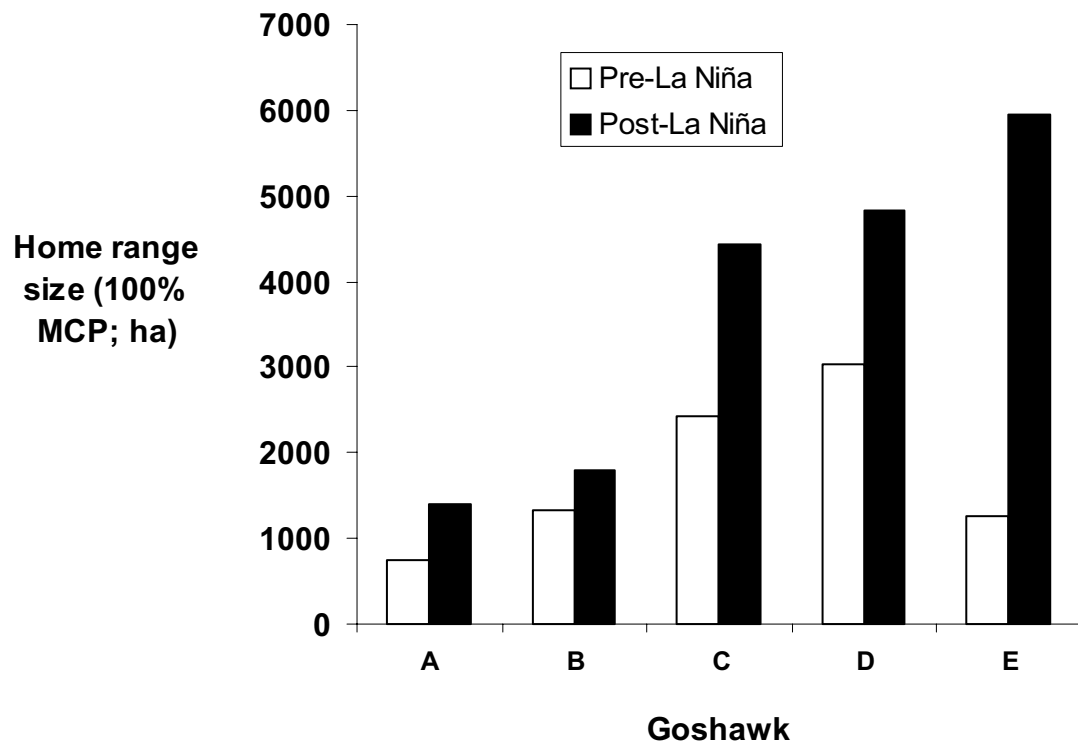 7000
6000
5000
4000
3000
2000
1000
0
Home range
size (100%
MCP; ha)
Pre-La Niña
Post-La Niña
A B C D E
Goshawk